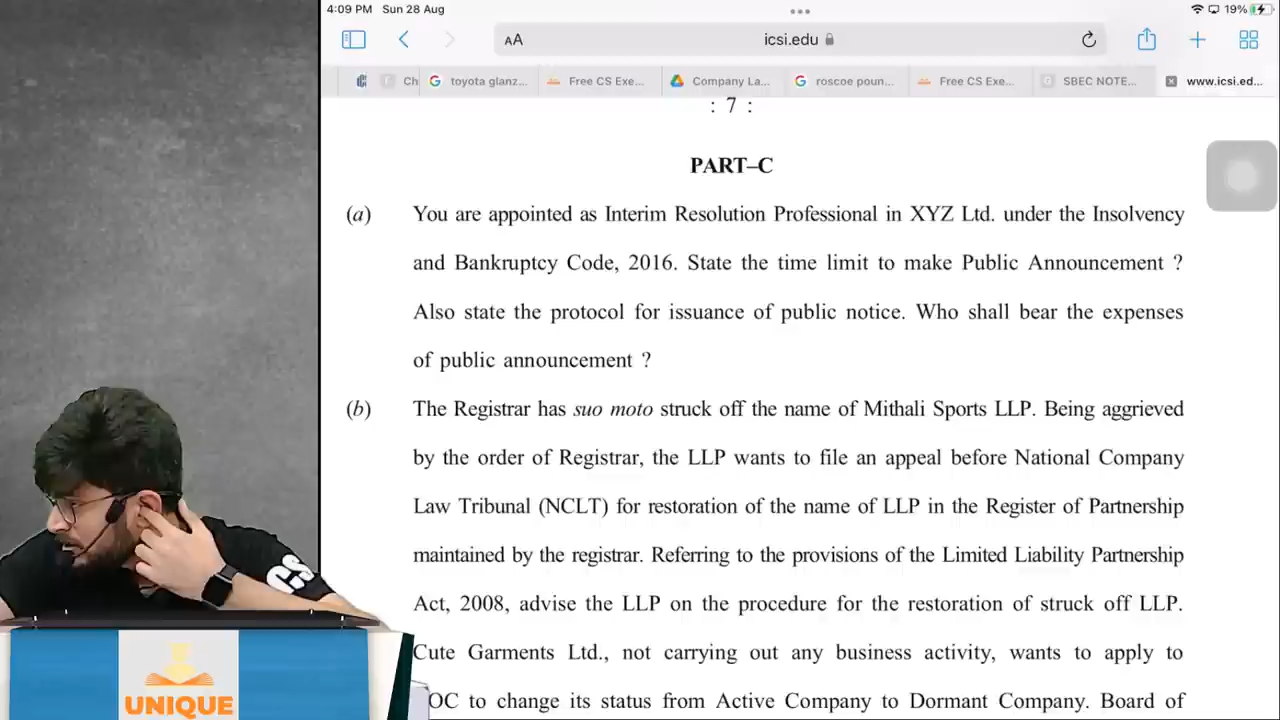 4:09 PM Sun 28 Aug
19%
AA
icsi.edu
Ch
toyota glanz...
Free CS Exe...
Company La...
roscoe poun...
Free CS Exe...
SBEC NOTE...
www.icsi.ed...
: 7 :
PART–C
(a) You are appointed as Interim Resolution Professional in XYZ Ltd. under the Insolvency
and Bankruptcy Code, 2016. State the time limit to make Public Announcement ?
Also state the protocol for issuance of public notice. Who shall bear the expenses
of public announcement ?
(b) The Registrar has suo moto struck off the name of Mithali Sports LLP. Being aggrieved
by the order of Registrar, the LLP wants to file an appeal before National Company
Law Tribunal (NCLT) for restoration of the name of LLP in the Register of Partnership
maintained by the registrar. Referring to the provisions of the Limited Liability Partnership
Act, 2008, advise the LLP on the procedure for the restoration of struck off LLP.
Cute Garments Ltd., not carrying out any business activity, wants to apply to
OC to change its status from Active Company to Dormant Company. Board of
CS
UNIQUE